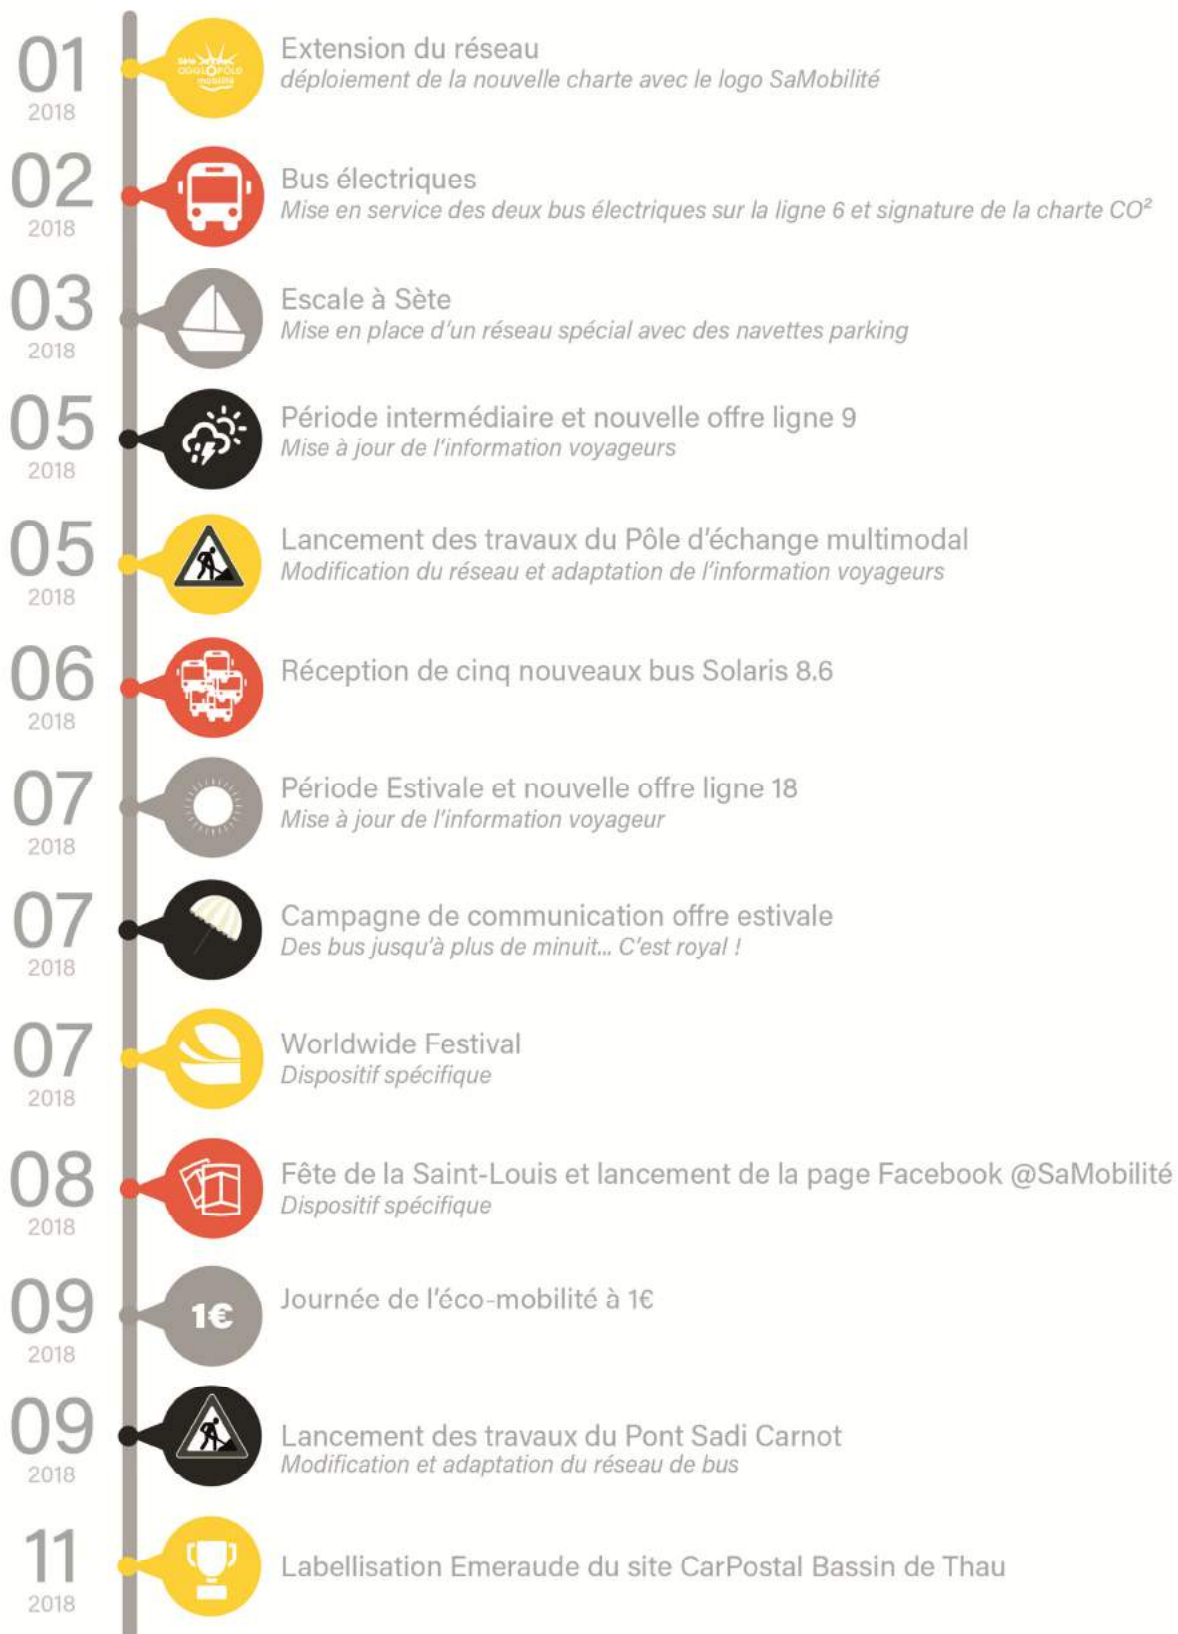 01
2018
Sète
AGGLOPÔLE
mobilité
Extension du réseau
déploiement de la nouvelle charte avec le logo SaMobilité
02
2018
Bus électriques
Mise en service des deux bus électriques sur la ligne 6 et signature de la charte CO²
03
2018
Escale à Sète
Mise en place d'un réseau spécial avec des navettes parking
05
2018
Période intermédiaire et nouvelle offre ligne 9
Mise à jour de l'information voyageurs
05
2018
Lancement des travaux du Pôle d'échange multimodal
Modification du réseau et adaptation de l'information voyageurs
06
2018
Réception de cinq nouveaux bus Solaris 8.6
07
2018
Période Estivale et nouvelle offre ligne 18
Mise à jour de l'information voyageur
07
2018
Campagne de communication offre estivale
Des bus jusqu'à plus de minuit... C'est royal !
07
2018
Worldwide Festival
Dispositif spécifique
08
2018
Fête de la Saint-Louis et lancement de la page Facebook @SaMobilité
Dispositif spécifique
09
2018
1€
Journée de l'éco-mobilité à 1€
09
2018
Lancement des travaux du Pont Sadi Carnot
Modification et adaptation du réseau de bus
11
2018
Labellisation Emeraude du site CarPostal Bassin de Thau